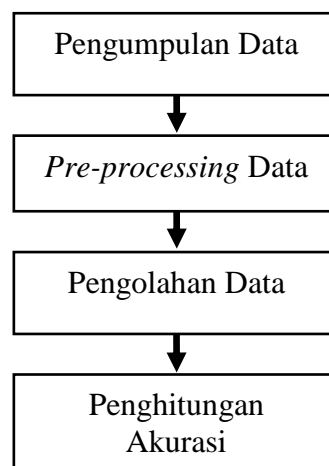 Pengumpulan Data
Pre-processing Data
Pengolahan Data
Penghitungan
Akurasi